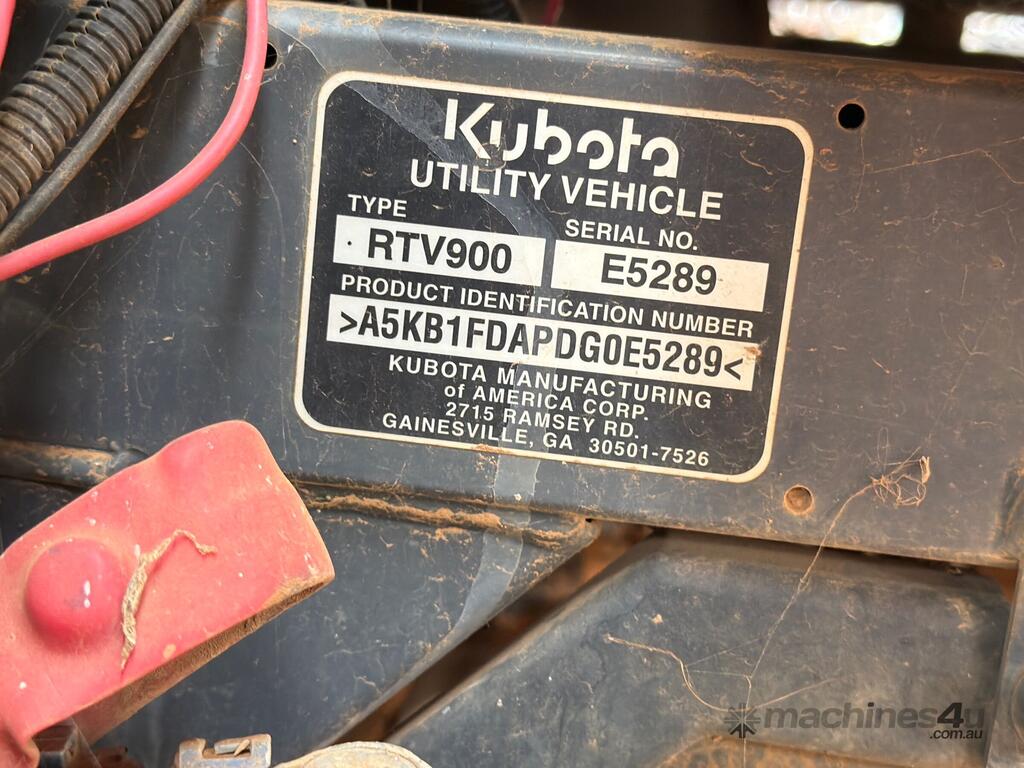 Kubota
UTILITY VEHICLE
TYPE SERIAL NO.
RTV900 E5289
PRODUCT IDENTIFICATION NUMBER
>A5KB1FDAPDG0E5289<
KUBOTA MANUFACTURING
of AMERICA CORP.
2715 RAMSEY RD.
GAINESVILLE, GA 30501-7526
machines4u
.com.au